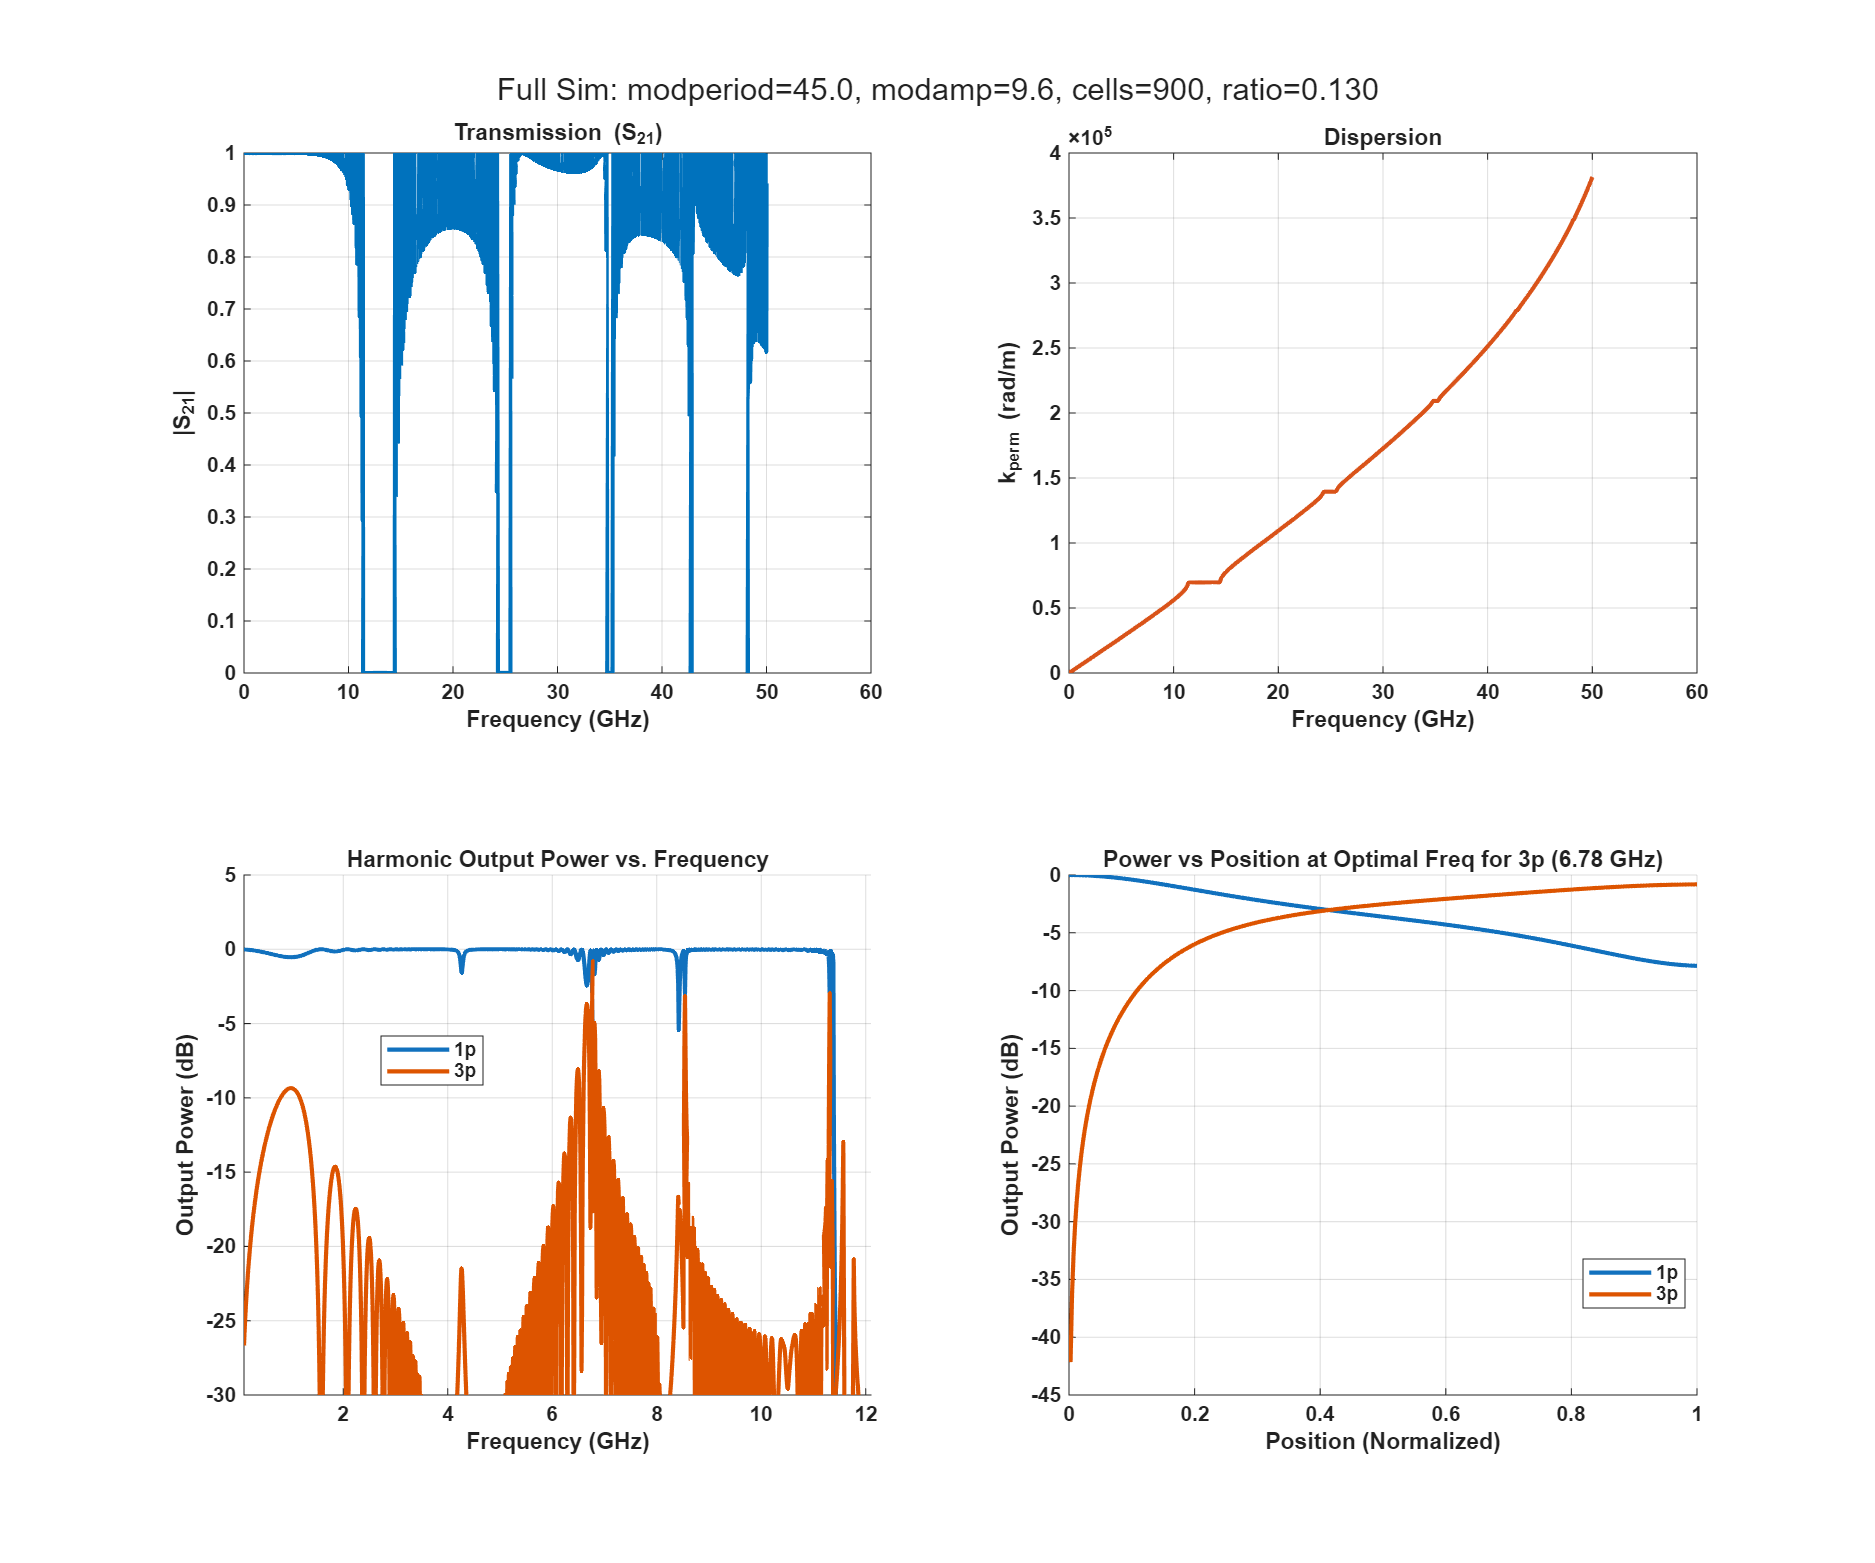 Full Sim: modperiod=45.0, modamp=9.6, cells=900, ratio=0.130
Transmission (S21)
1
0.9
0.8
0.7
0.6
0.5
0.4
0.3
0.2
0.1
0
|S21|
0 10 20 30 40 50 60
Frequency (GHz)
Dispersion
×10^5
4
3.5
3
2.5
2
1.5
1
0.5
0
kperm (rad/m)
0 10 20 30 40 50 60
Frequency (GHz)
Harmonic Output Power vs. Frequency
5
0
-5
-10
-15
-20
-25
-30
Output Power (dB)
1p
3p
2 4 6 8 10 12
Frequency (GHz)
Power vs Position at Optimal Freq for 3p (6.78 GHz)
0
-5
-10
-15
-20
-25
-30
-35
-40
-45
Output Power (dB)
1p
3p
0 0.2 0.4 0.6 0.8 1
Position (Normalized)